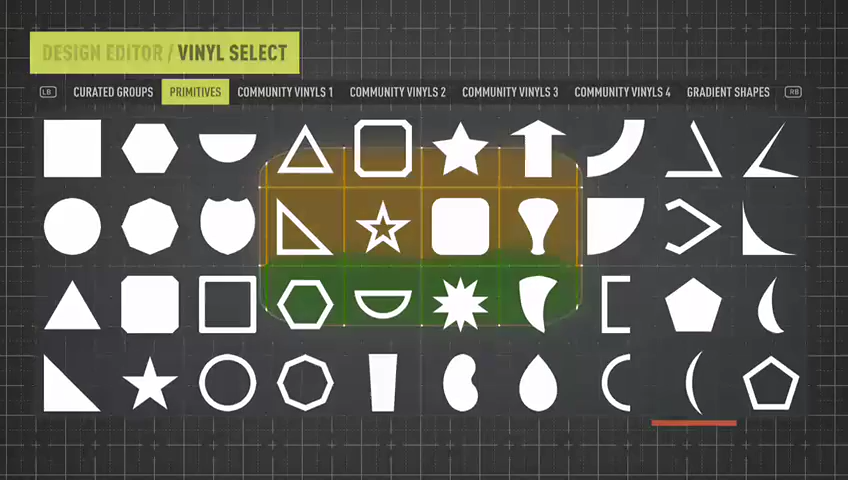 DESIGN EDITOR / VINYL SELECT
LB CURATED GROUPS PRIMITIVES COMMUNITY VINYLS 1 COMMUNITY VINYLS 2 COMMUNITY VINYLS 3 COMMUNITY VINYLS 4 GRADIENT SHAPES RB